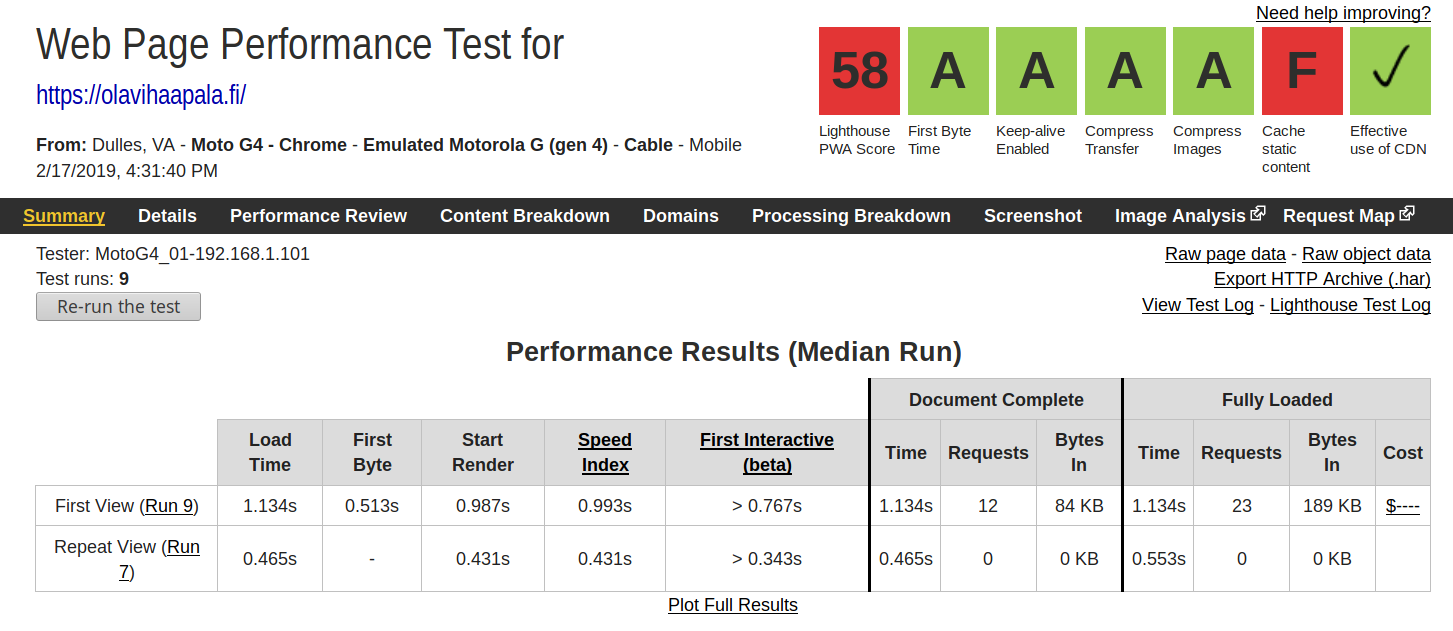 Need help improving?
Web Page Performance Test for
https://olavihaapala.fi/
From: Dulles, VA - Moto G4 - Chrome - Emulated Motorola G (gen 4) - Cable - Mobile
2/17/2019, 4:31:40 PM
58 A A A A F ✓
Lighthouse PWA Score
First Byte Time
Keep-alive Enabled
Compress Transfer
Compress Images
Cache static content
Effective use of CDN
Summary Details Performance Review Content Breakdown Domains Processing Breakdown Screenshot Image Analysis Request Map
Tester: MotoG4_01-192.168.1.101
Test runs: 9
Re-run the test
Raw page data - Raw object data
Export HTTP Archive (.har)
View Test Log - Lighthouse Test Log
Performance Results (Median Run)
Document Complete Fully Loaded
Load Time First Byte Start Render Speed Index First Interactive (beta) Time Requests Bytes In Time Requests Bytes In Cost
First View (Run 9) 1.134s 0.513s 0.987s 0.993s > 0.767s 1.134s 12 84 KB 1.134s 23 189 KB $----
Repeat View (Run 7) 0.465s - 0.431s 0.431s > 0.343s 0.465s 0 0 KB 0.553s 0 0 KB
Plot Full Results